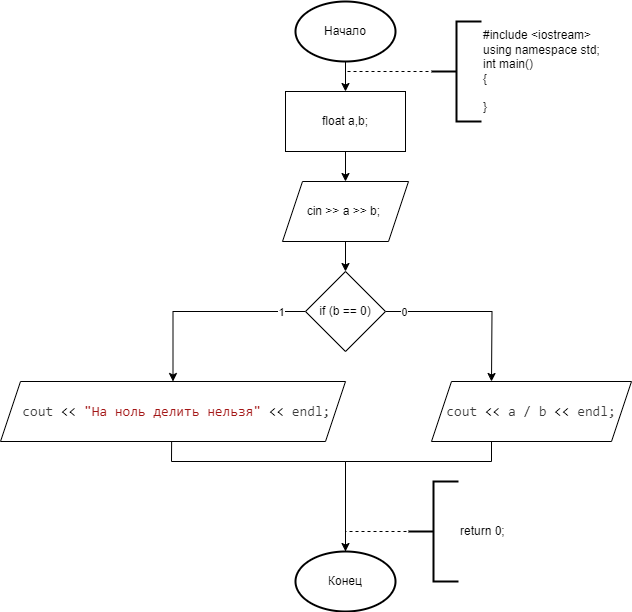 Начало
#include <iostream>
using namespace std;
int main()
{
}
float a,b;
cin >> a >> b;
if (b == 0)
1
0
cout << "На ноль делить нельзя" << endl;
cout << a / b << endl;
return 0;
Конец